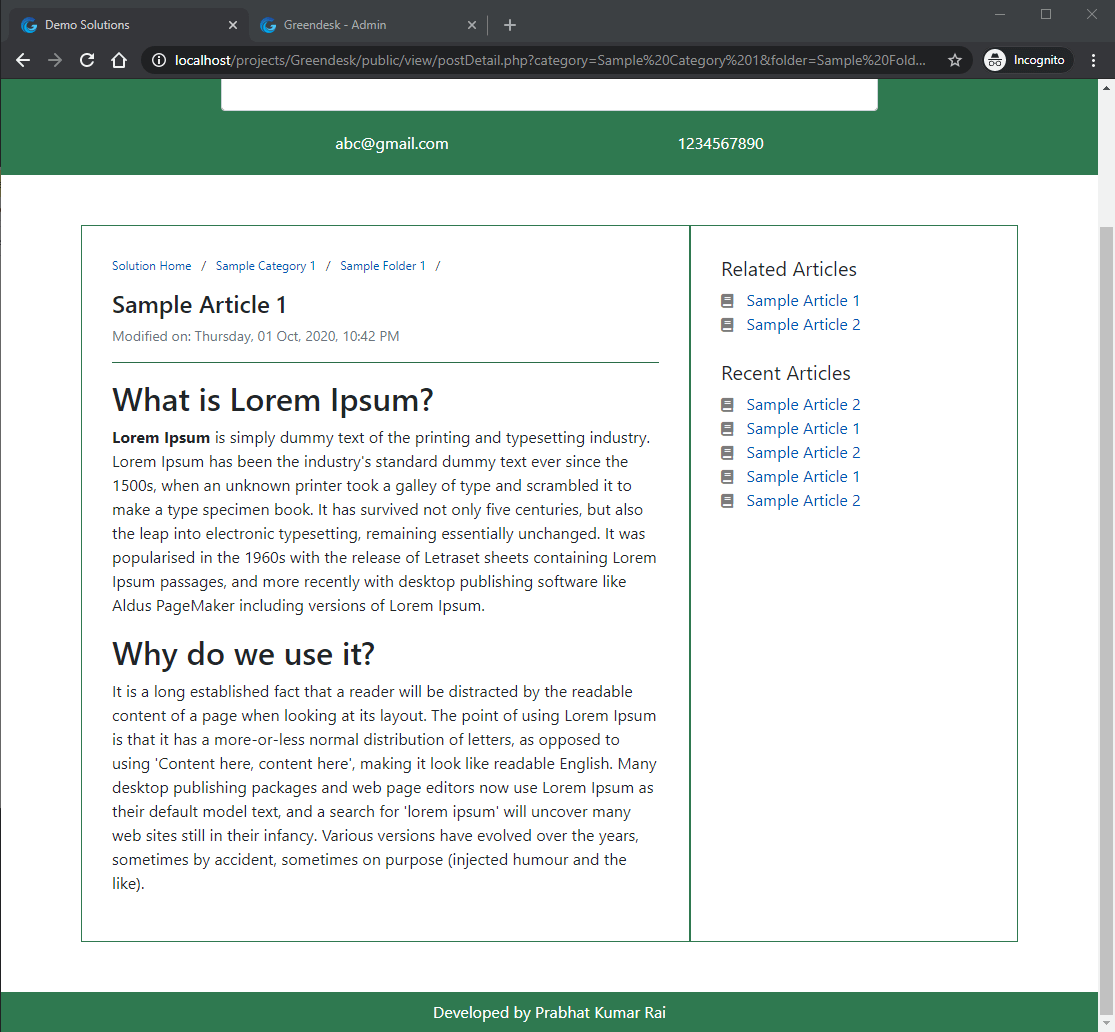 Demo Solutions
Greendesk - Admin
localhost/projects/Greendesk/public/view/postDetail.php?category=Sample%20Category%201&folder=Sample%20Fold...
Incognito
abc@gmail.com 1234567890
Solution Home / Sample Category 1 / Sample Folder 1 /
Sample Article 1
Modified on: Thursday, 01 Oct, 2020, 10:42 PM
What is Lorem Ipsum?
Lorem Ipsum is simply dummy text of the printing and typesetting industry.
Lorem Ipsum has been the industry's standard dummy text ever since the
1500s, when an unknown printer took a galley of type and scrambled it to
make a type specimen book. It has survived not only five centuries, but also
the leap into electronic typesetting, remaining essentially unchanged. It was
popularised in the 1960s with the release of Letraset sheets containing Lorem
Ipsum passages, and more recently with desktop publishing software like
Aldus PageMaker including versions of Lorem Ipsum.
Why do we use it?
It is a long established fact that a reader will be distracted by the readable
content of a page when looking at its layout. The point of using Lorem Ipsum
is that it has a more-or-less normal distribution of letters, as opposed to
using 'Content here, content here', making it look like readable English. Many
desktop publishing packages and web page editors now use Lorem Ipsum as
their default model text, and a search for 'lorem ipsum' will uncover many
web sites still in their infancy. Various versions have evolved over the years,
sometimes by accident, sometimes on purpose (injected humour and the
like).
Related Articles
Sample Article 1
Sample Article 2
Recent Articles
Sample Article 2
Sample Article 1
Sample Article 2
Sample Article 1
Sample Article 2
Developed by Prabhat Kumar Rai